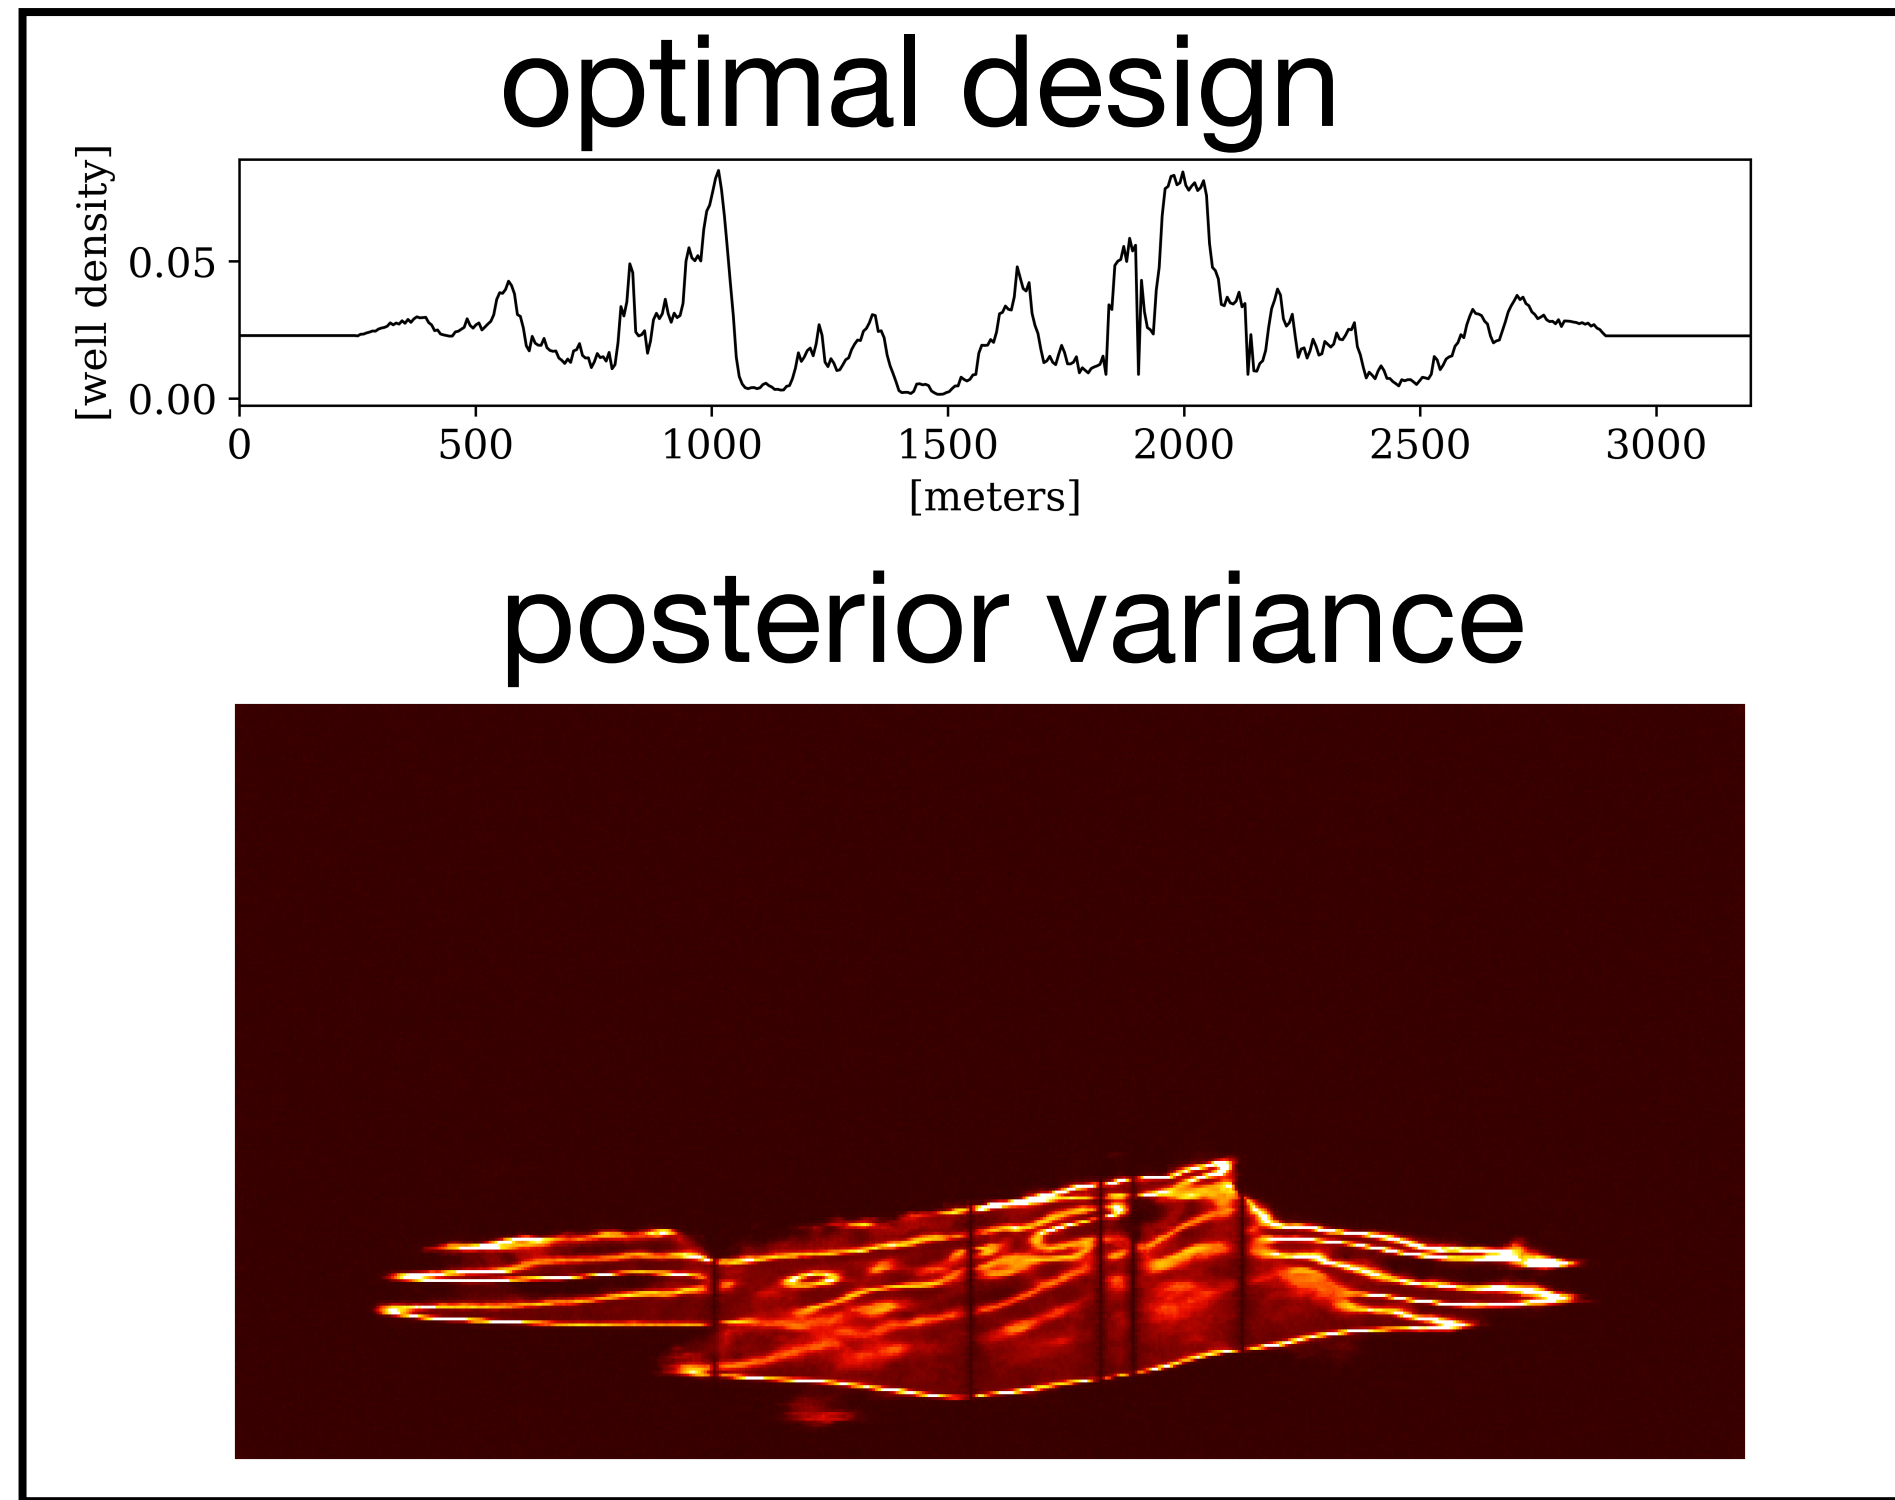 optimal design
[well density]
0.05
0.00
0 500 1000 1500 2000 2500 3000
[meters]
posterior variance